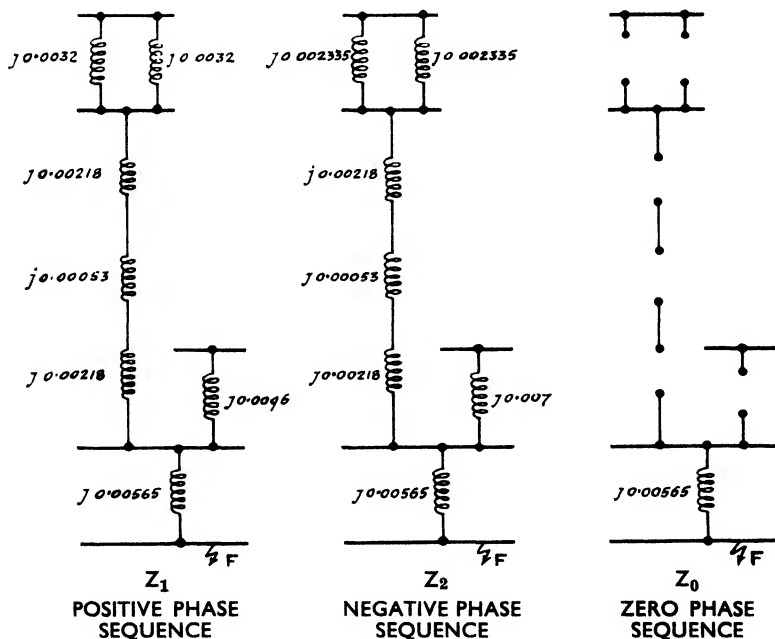 j0.0032 j0 0032
j0.00218
j0.00053
j0.00218
j0.0096
j0.00565
F
Z1
POSITIVE PHASE
SEQUENCE
j0 002335 j0 002335
j0.00218
j0.00053
j0.00218
j0.007
j0.00565
F
Z2
NEGATIVE PHASE
SEQUENCE
j0.00565
F
Z0
ZERO PHASE
SEQUENCE